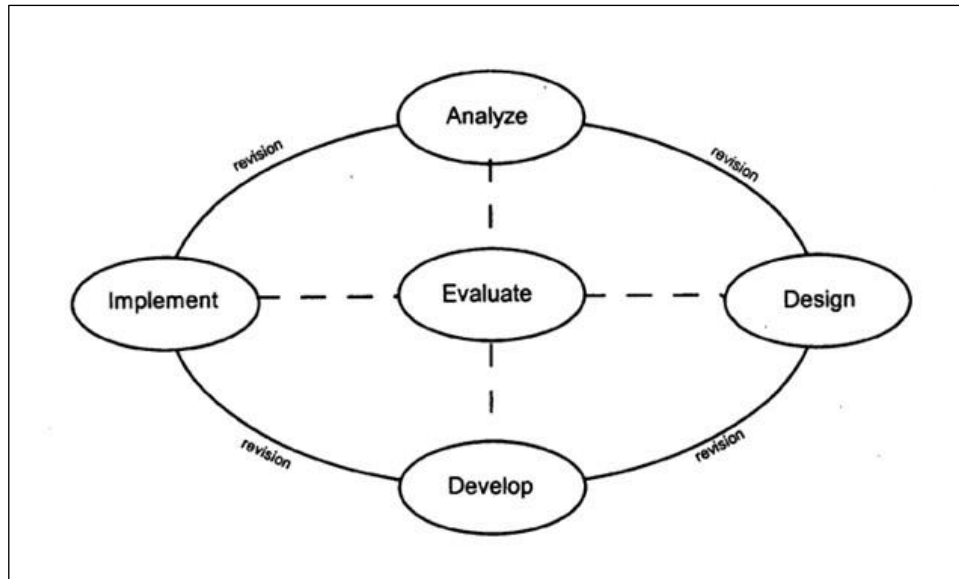 Analyze
revision
revision
Implement
Evaluate
Design
revision
revision
Develop